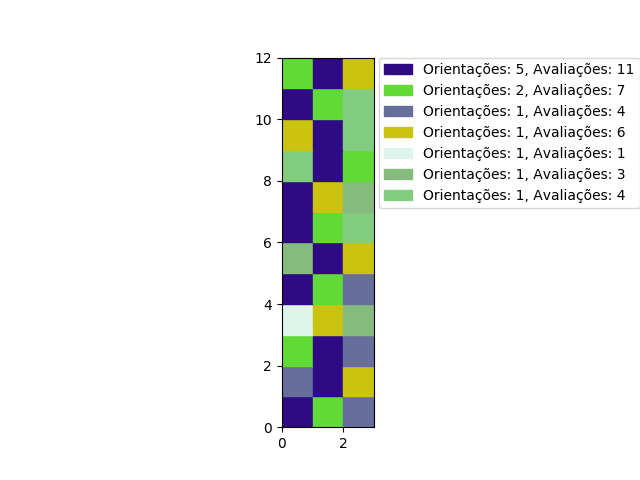 12
10
8
6
4
2
0
0
2
Orientações: 5, Avaliações: 11
Orientações: 2, Avaliações: 7
Orientações: 1, Avaliações: 4
Orientações: 1, Avaliações: 6
Orientações: 1, Avaliações: 1
Orientações: 1, Avaliações: 3
Orientações: 1, Avaliações: 4